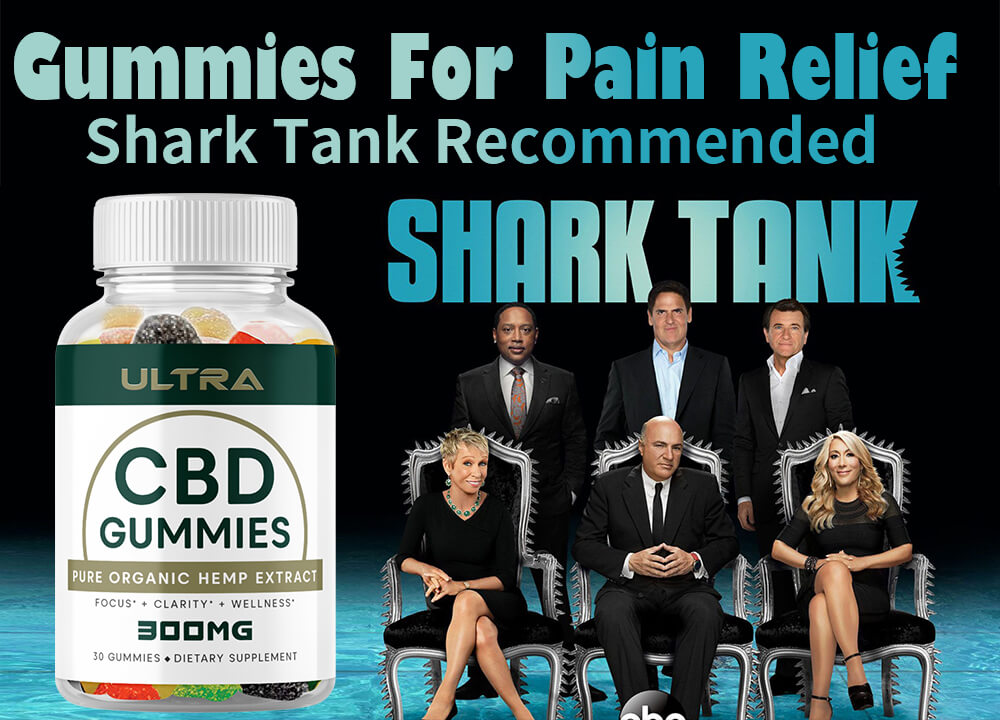 Gummies For Pain Relief
Shark Tank Recommended
SHARK TANK
ULTRA
CBD
GUMMIES
PURE ORGANIC HEMP EXTRACT
FOCUS* + CLARITY* + WELLNESS*
300MG
30 GUMMIES ◆ DIETARY SUPPLEMENT
abc